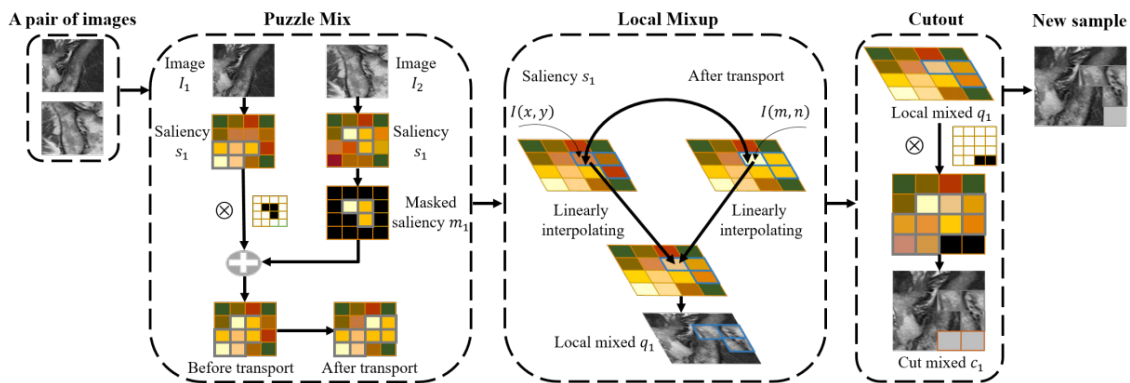 A pair of images
Puzzle Mix
Local Mixup
Cutout
New sample
Image
I₁
Image
I₂
Saliency
s₁
Saliency
s₁
Masked
saliency m₁
Before transport
After transport
Saliency s₁
After transport
I(x, y)
I(m, n)
Linearly
interpolating
Linearly
interpolating
Local mixed q₁
Local mixed q₁
Cut mixed c₁